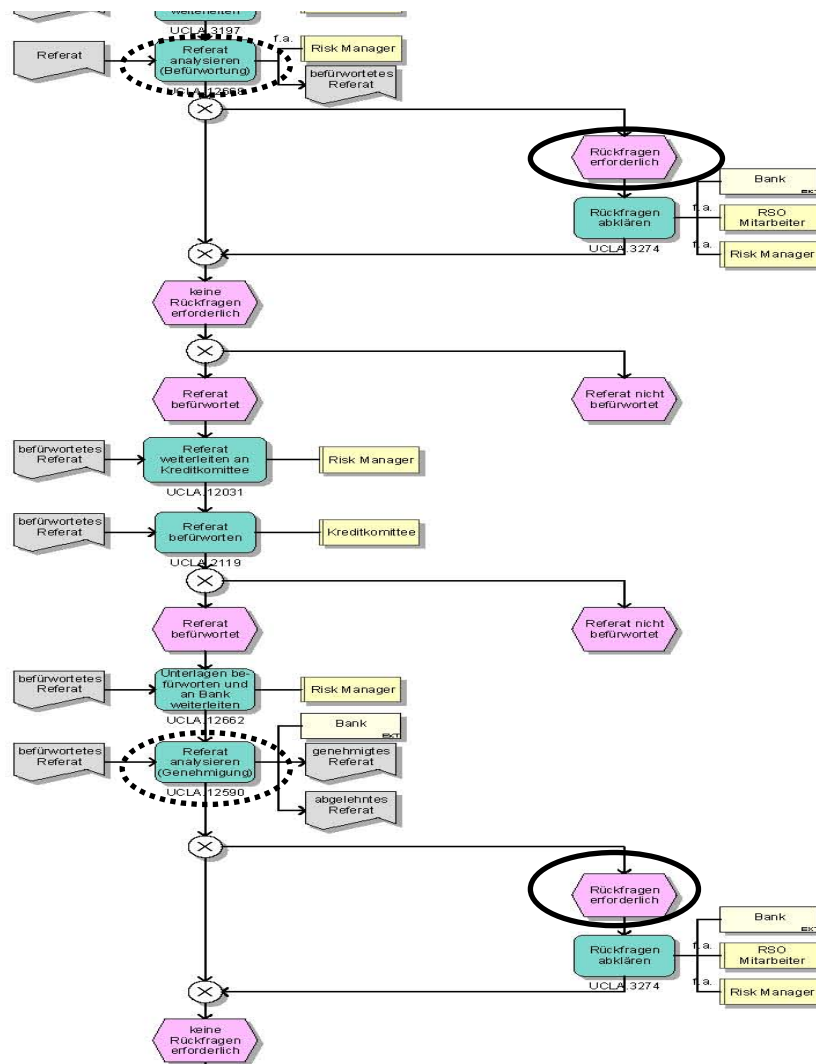 weiterleiten
UCLA.3197
f.a.
Referat
Referat
analysieren
(Befürwortung)
Risk Manager
befürwortetes
Referat
UCLA.12668
Rückfragen
erforderlich
Bank
EXT
Rückfragen
abklären
f.a.
RSO
Mitarbeiter
UCLA.3274
f.a.
Risk Manager
keine
Rückfragen
erforderlich
Referat
befürwortet
Referat nicht
befürwortet
befürwortetes
Referat
Referat
weiterleiten an
Kreditkomittee
Risk Manager
UCLA.12031
befürwortetes
Referat
Referat
befürworten
Kreditkomittee
UCLA.2119
Referat
befürwortet
Referat nicht
befürwortet
befürwortetes
Referat
Unterlagen be-
fürworten und
an Bank
weiterleiten
Risk Manager
UCLA.12662
Bank
EXT
befürwortetes
Referat
Referat
analysieren
(Genehmigung)
genehmigtes
Referat
UCLA.12590
abgelehntes
Referat
Rückfragen
erforderlich
Bank
EXT
Rückfragen
abklären
f.a.
RSO
Mitarbeiter
UCLA.3274
f.a.
Risk Manager
keine
Rückfragen
erforderlich